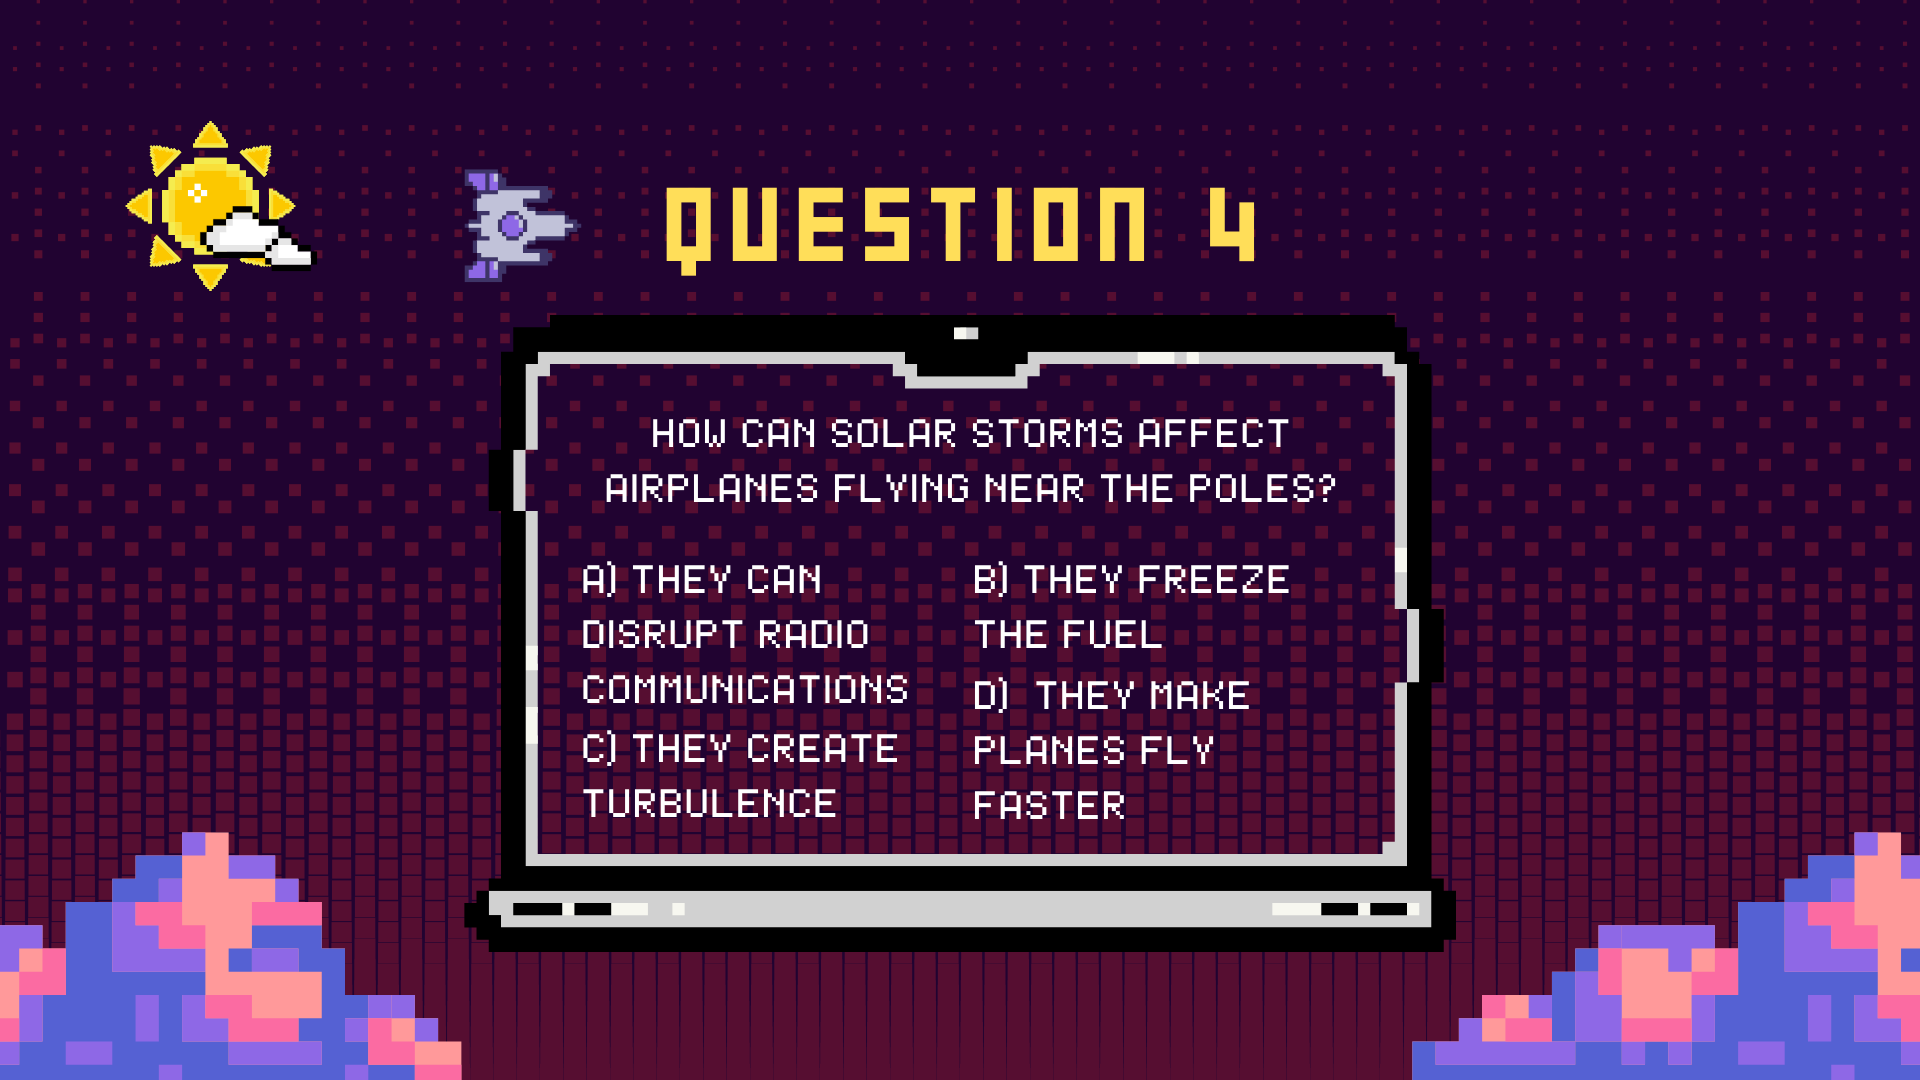 QUESTION 4
HOW CAN SOLAR STORMS AFFECT
AIRPLANES FLYING NEAR THE POLES?
A) THEY CAN
DISRUPT RADIO
COMMUNICATIONS
B) THEY FREEZE
THE FUEL
C) THEY CREATE
TURBULENCE
D) THEY MAKE
PLANES FLY
FASTER